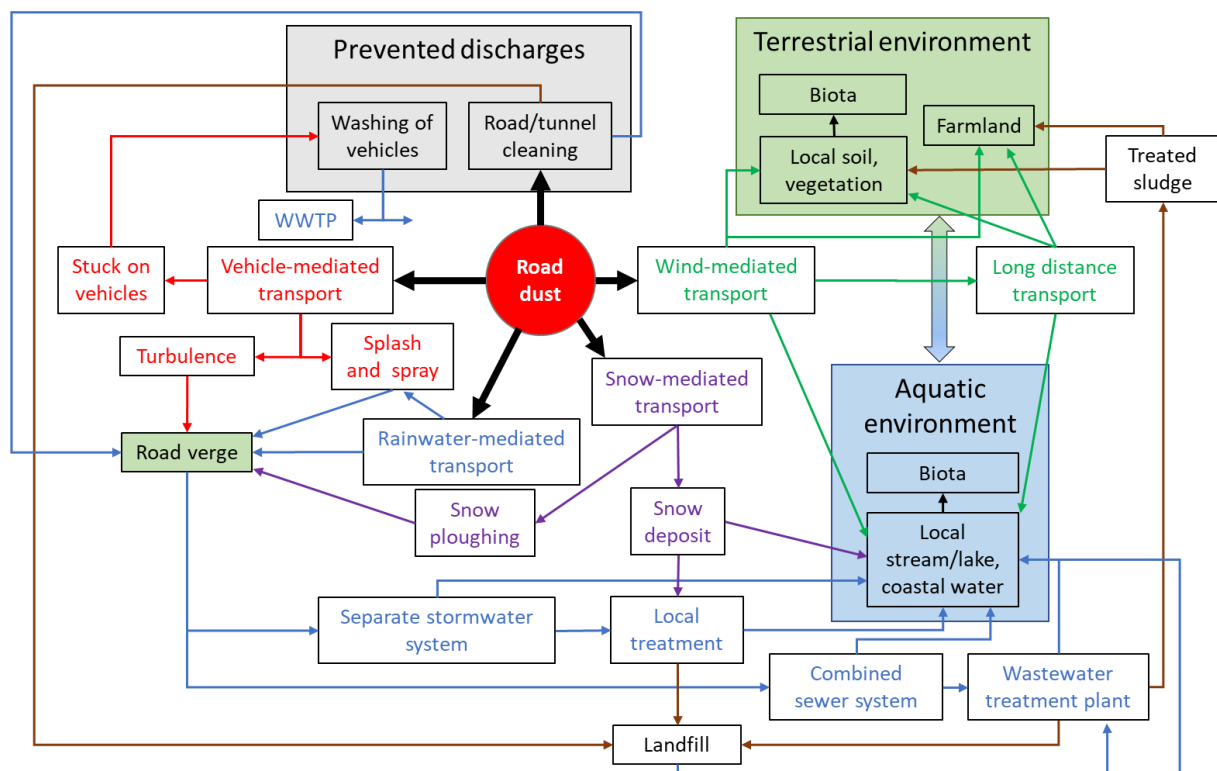 Prevented discharges
Washing of
vehicles
Road/tunnel
cleaning
WWTP
Terrestrial environment
Biota
Farmland
Local soil,
vegetation
Treated
sludge
Stuck on
vehicles
Vehicle-mediated
transport
Road
dust
Wind-mediated
transport
Long distance
transport
Turbulence
Splash
and spray
Snow-mediated
transport
Aquatic
environment
Road verge
Rainwater-mediated
transport
Biota
Snow
ploughing
Snow
deposit
Local
stream/lake,
coastal water
Separate stormwater
system
Local
treatment
Combined
sewer system
Wastewater
treatment plant
Landfill